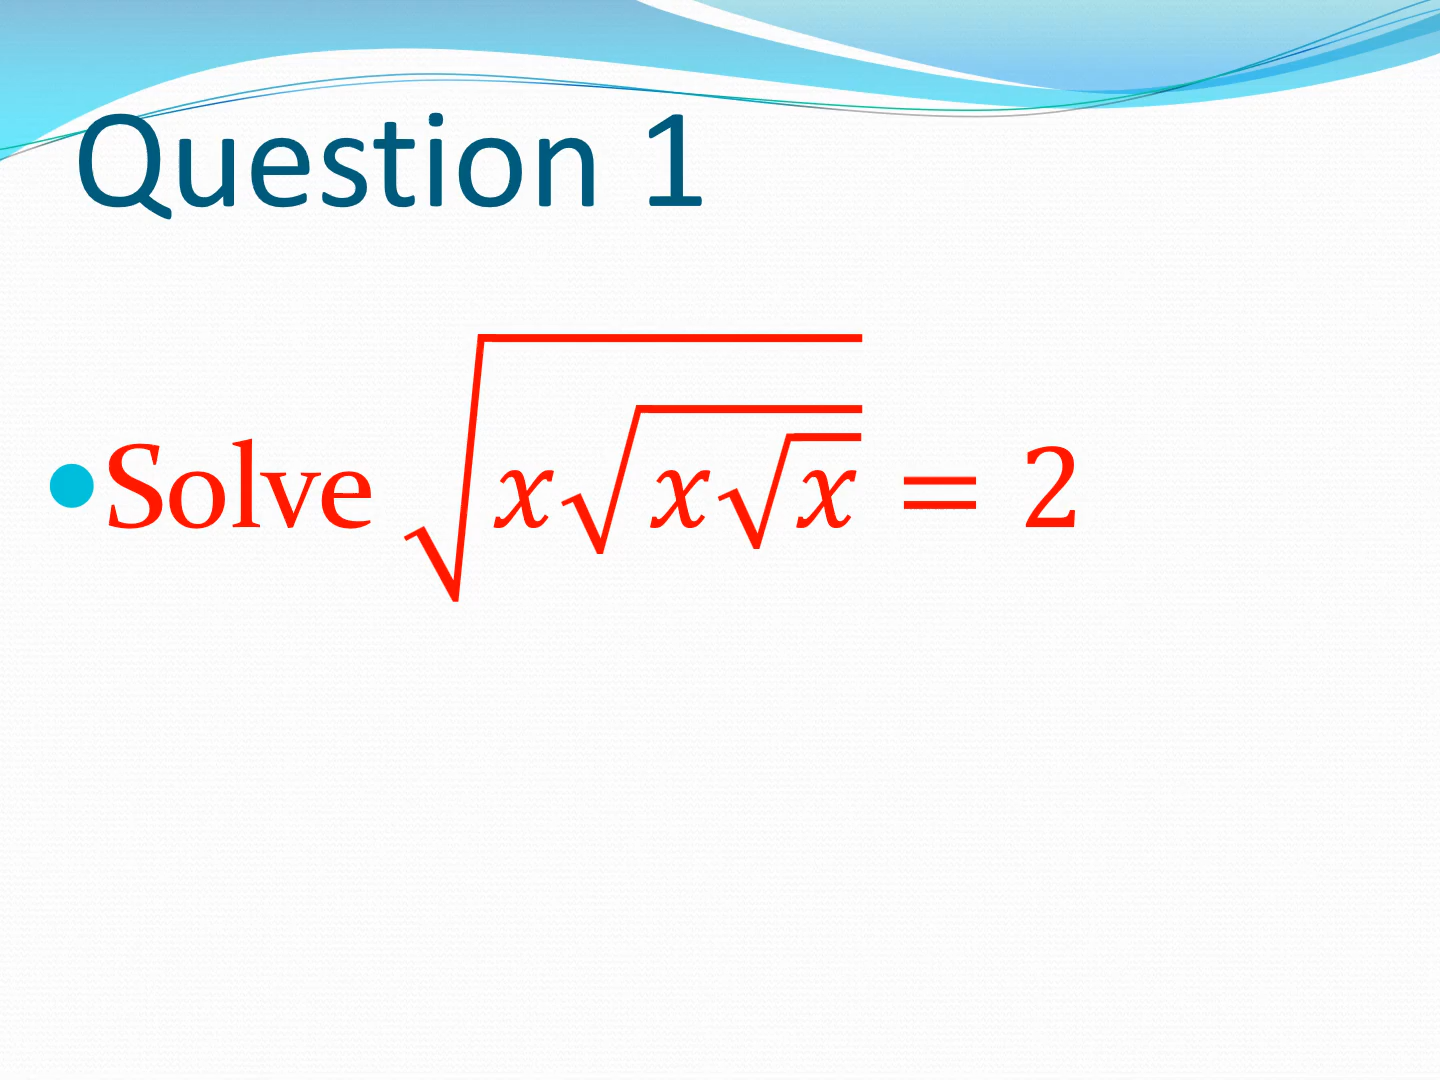 Question 1
•Solve √(x√(x√x)) = 2